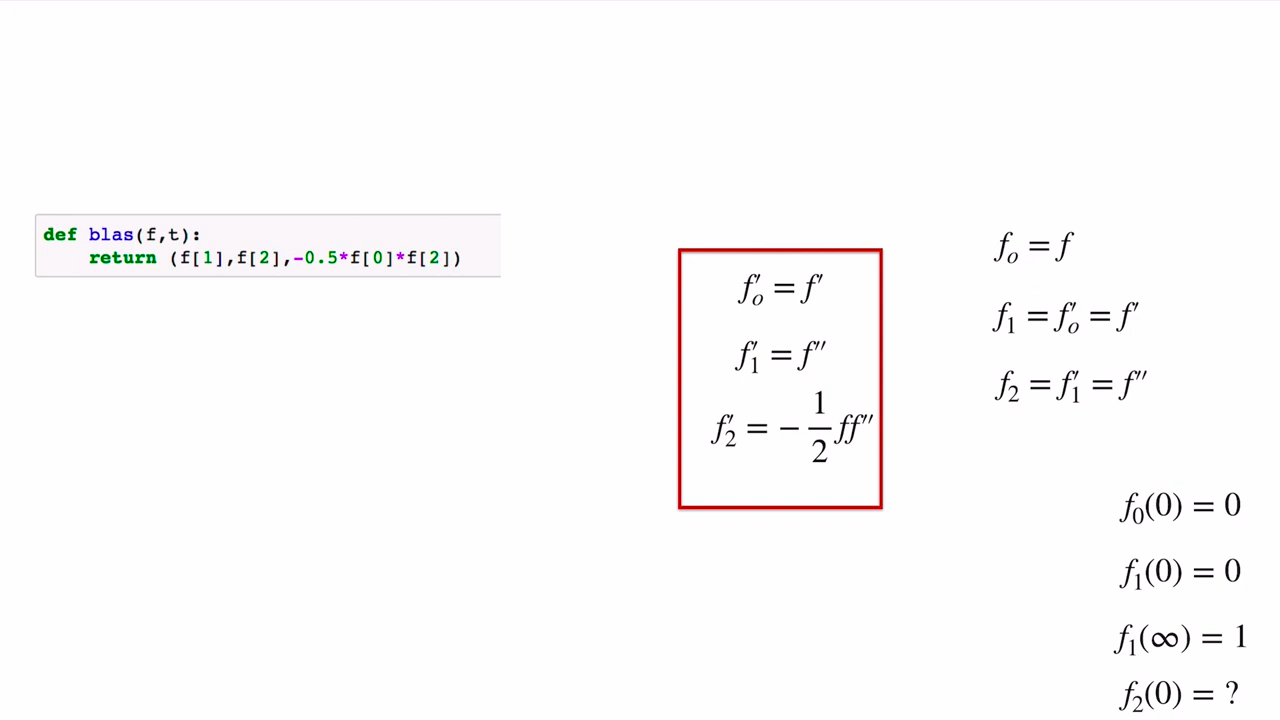 def blas(f,t):
return (f[1],f[2],-0.5*f[0]*f[2])
f′ₒ = f′
f′₁ = f″
f′₂ = − 1/2 ff″
fₒ = f
f₁ = f′ₒ = f′
f₂ = f′₁ = f″
f₀(0) = 0
f₁(0) = 0
f₁(∞) = 1
f₂(0) = ?